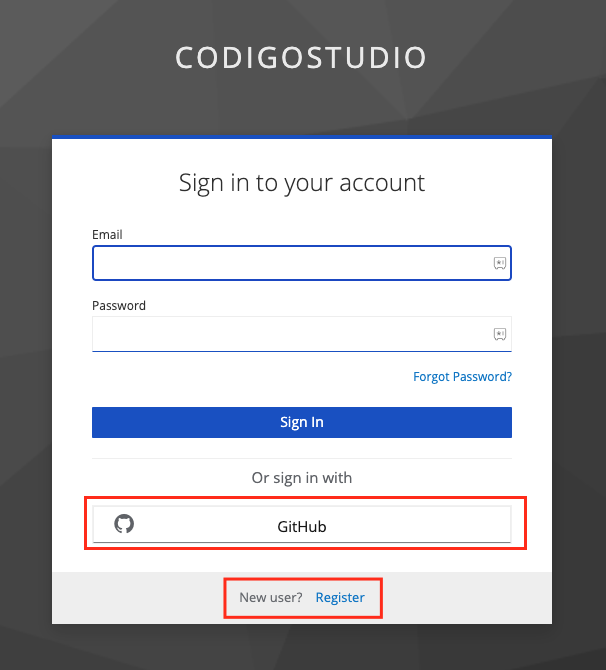 CODIGOSTUDIO
Sign in to your account
Email
Password
Forgot Password?
Sign In
Or sign in with
GitHub
New user? Register